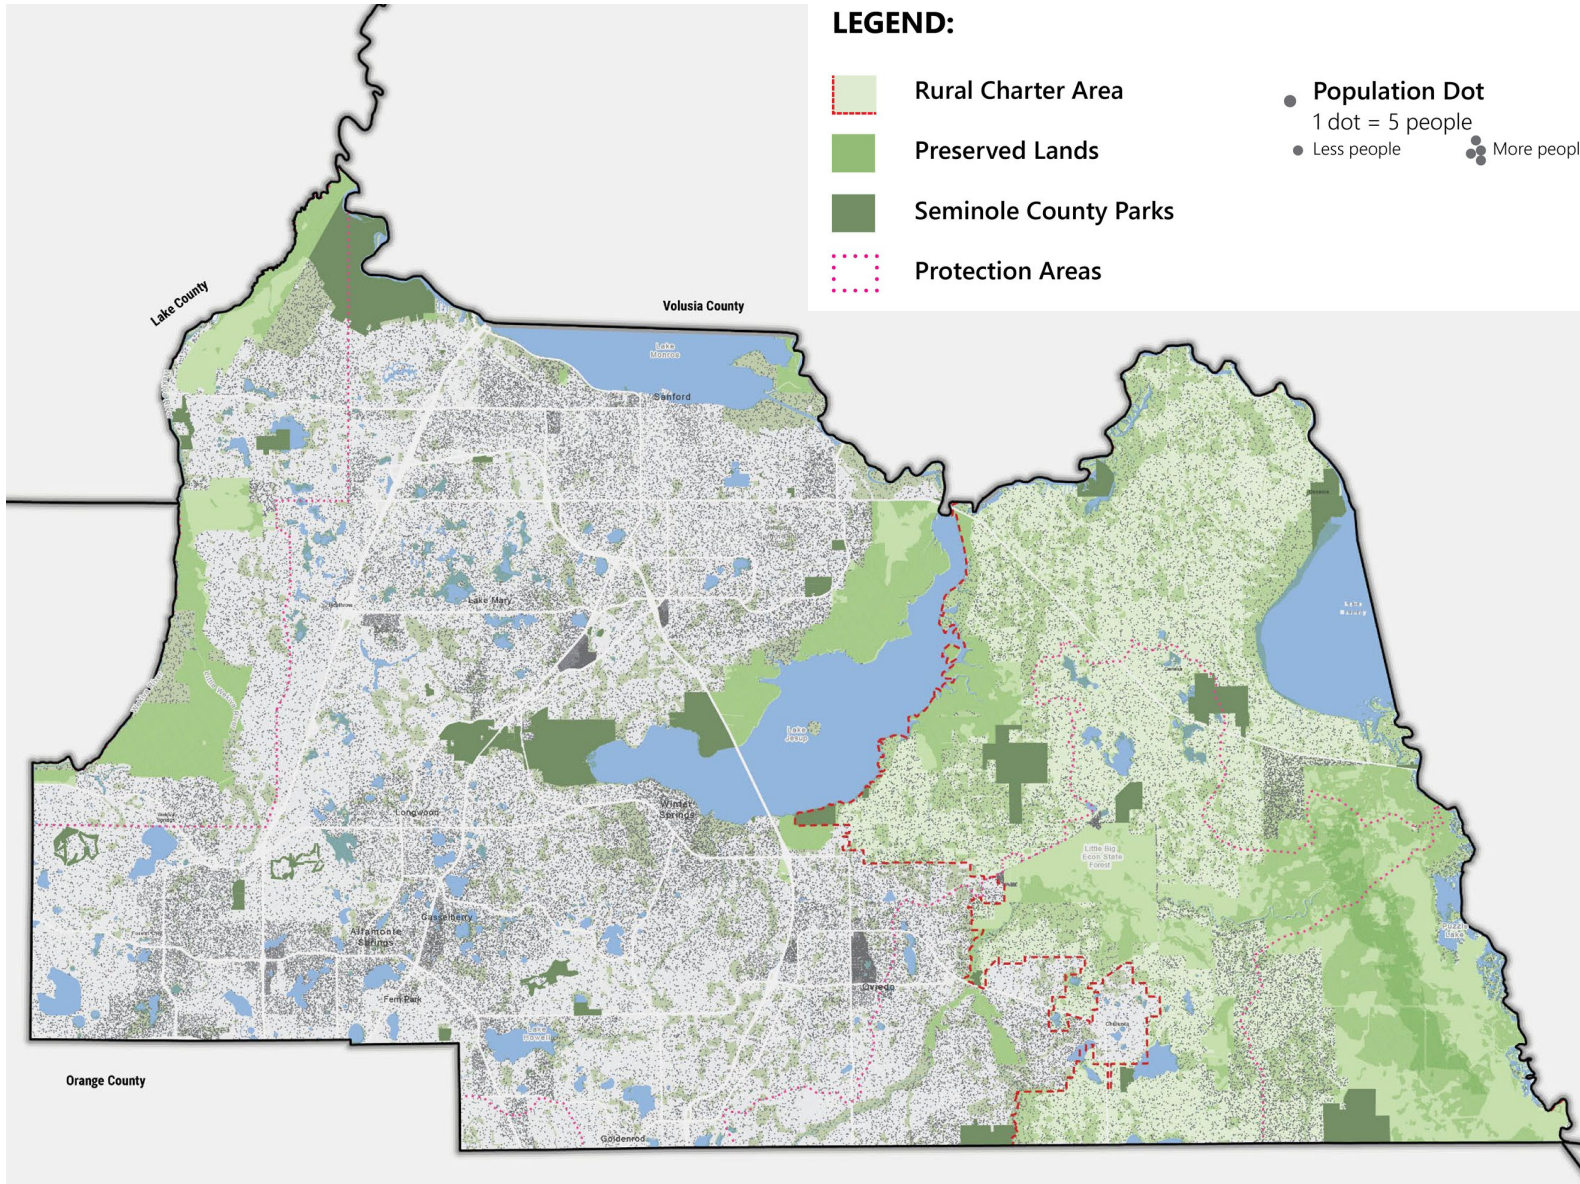 LEGEND:
Rural Charter Area
Population Dot
1 dot = 5 people
Less people
More peopl
Preserved Lands
Seminole County Parks
Protection Areas
Lake County
Volusia County
Lake
Monroe
Sanford
Lake Mary
Lake
Jesup
Winter
Springs
Longwood
Little Big
Econ State
Forest
Casselberry
Altamonte
Springs
Fern Park
Oviedo
Chuluota
Lake
Howell
Orange County
Goldenrod